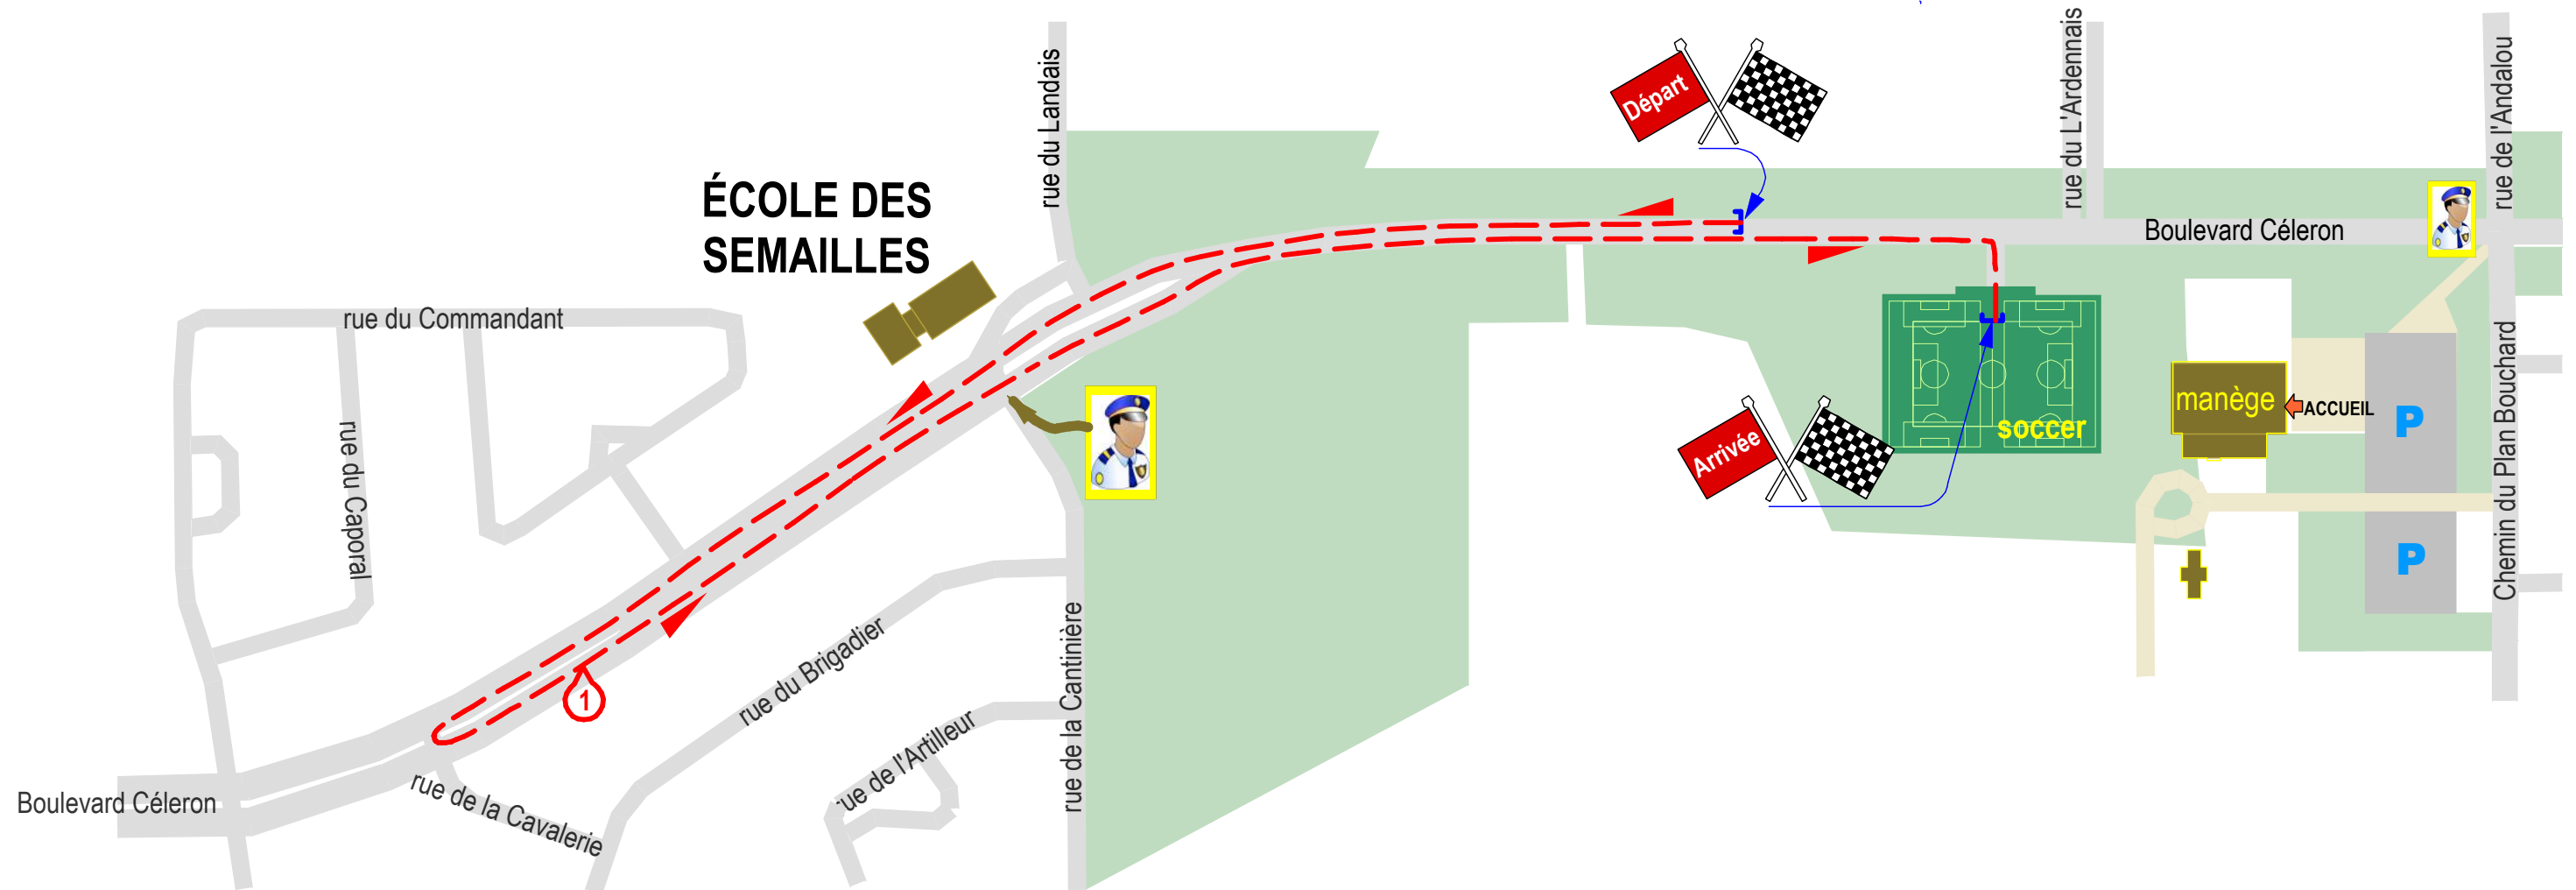 rue du Landais
Départ
rue du L'Ardennais
rue de l'Andalou
ÉCOLE DES
SEMAILLES
Boulevard Céleron
rue du Commandant
manège
ACCUEIL
P
soccer
Arrivée
rue du Caporal
Chemin du Plan Bouchard
P
rue du Brigadier
rue de la Cantinière
1
rue de l'Artilleur
Boulevard Céleron
rue de la Cavalerie